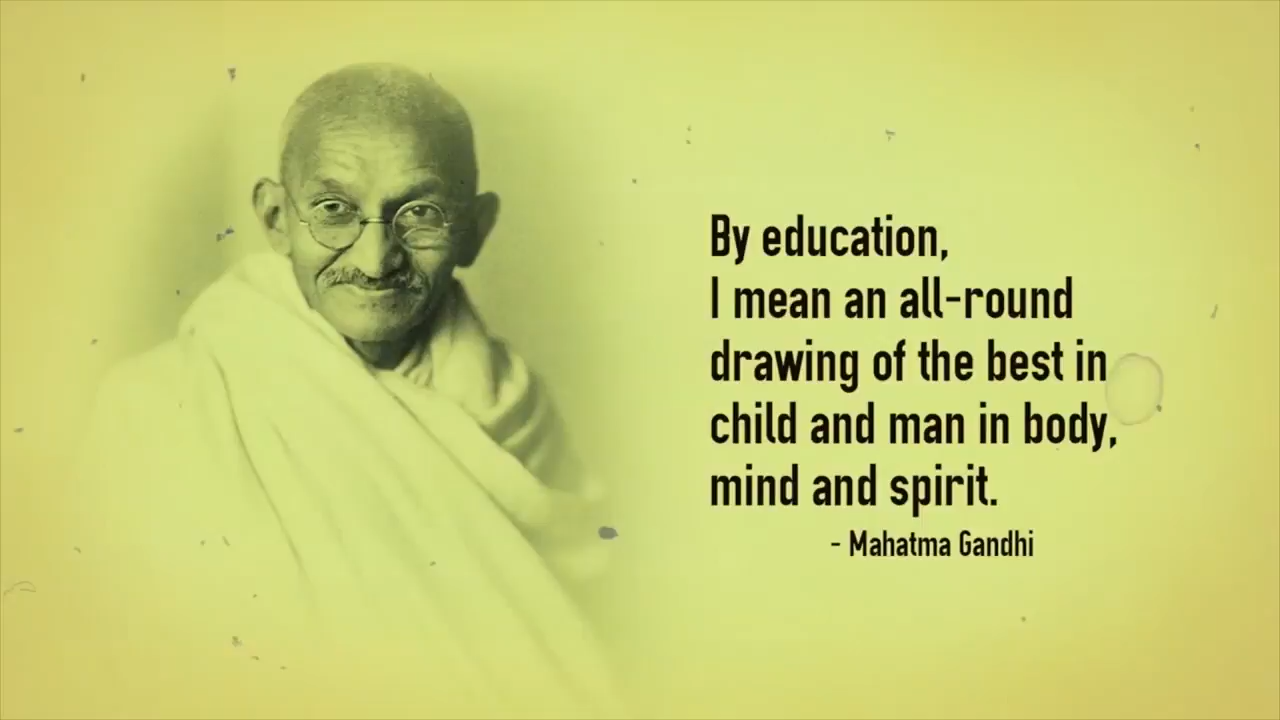 By education,
I mean an all-round
drawing of the best in
child and man in body,
mind and spirit.
- Mahatma Gandhi